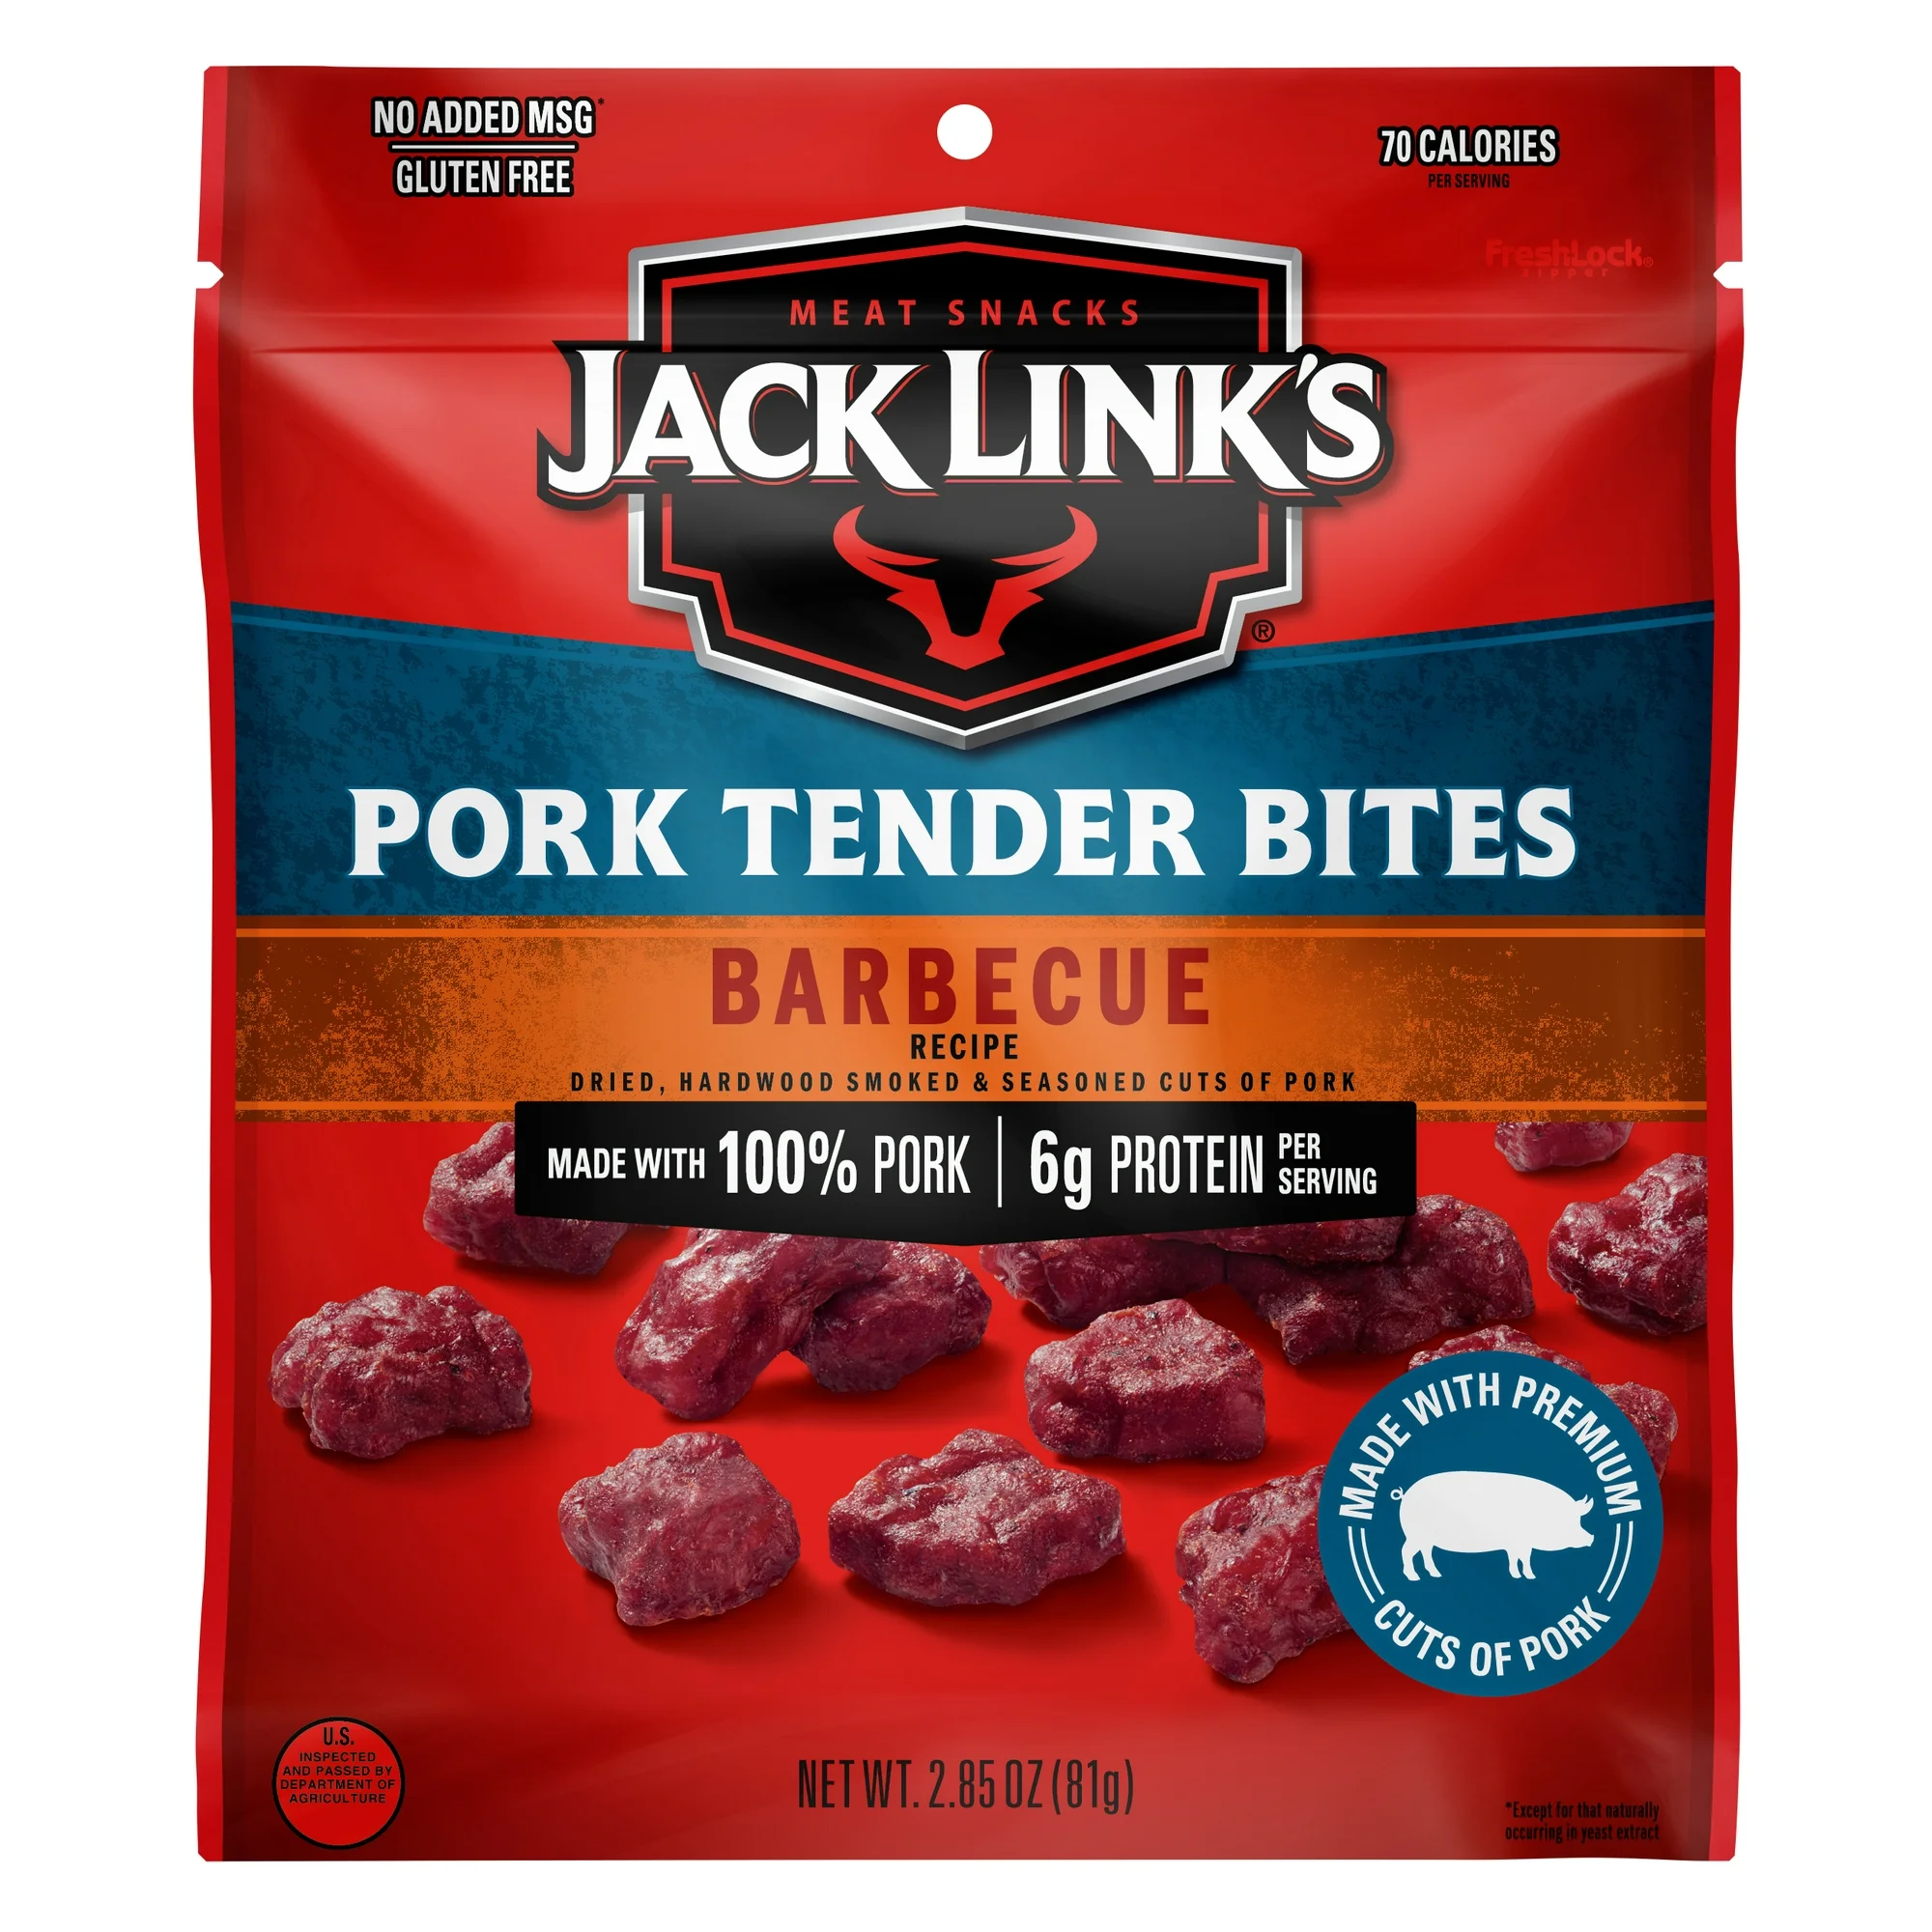 NO ADDED MSG*
GLUTEN FREE
70 CALORIES
PER SERVING
FreshLock®
zipper
MEAT SNACKS
JACK LINK'S
®
PORK TENDER BITES
BARBECUE
RECIPE
DRIED, HARDWOOD SMOKED & SEASONED CUTS OF PORK
MADE WITH 100% PORK | 6g PROTEIN PER SERVING
MADE WITH PREMIUM
CUTS OF PORK
U.S.
INSPECTED
AND PASSED BY
DEPARTMENT OF
AGRICULTURE
NET WT. 2.85 OZ (81g)
*Except for that naturally
occurring in yeast extract